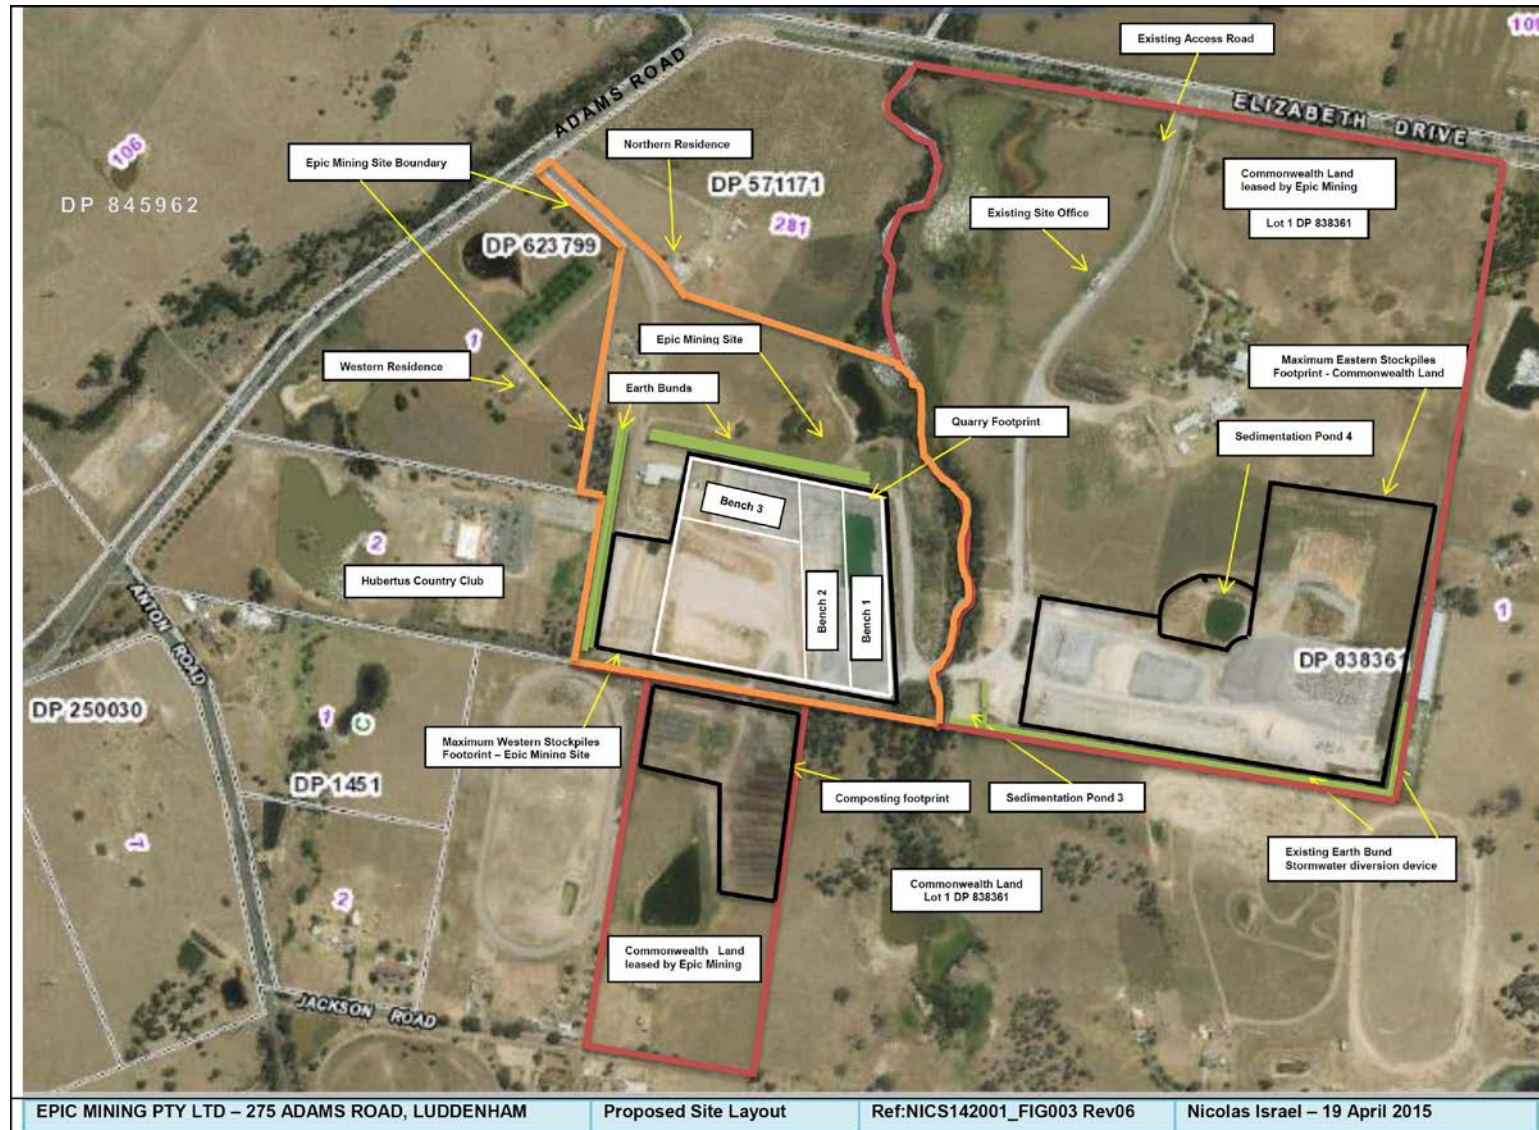 Existing Access Road
ADAMS ROAD
ELIZABETH DRIVE
106
DP 845962
Epic Mining Site Boundary
Northern Residence
DP 571171
281
Commonwealth Land
leased by Epic Mining
Lot 1 DP 838361
Existing Site Office
DP 623799
1
Western Residence
Epic Mining Site
Earth Bunds
Maximum Eastern Stockpiles
Footprint - Commonwealth Land
Quarry Footprint
Sedimentation Pond 4
Bench 3
Bench 2
Bench 1
2
Hubertus Country Club
ANTON ROAD
1
DP 838361
DP 250030
1
C
DP 1451
Maximum Western Stockpiles
Footprint – Epic Mining Site
Composting footprint
Sedimentation Pond 3
Existing Earth Bund
Stormwater diversion device
2
Commonwealth Land
Lot 1 DP 838361
Commonwealth Land
leased by Epic Mining
JACKSON ROAD
EPIC MINING PTY LTD – 275 ADAMS ROAD, LUDDENHAM
Proposed Site Layout
Ref:NICS142001_FIG003 Rev06
Nicolas Israel – 19 April 2015